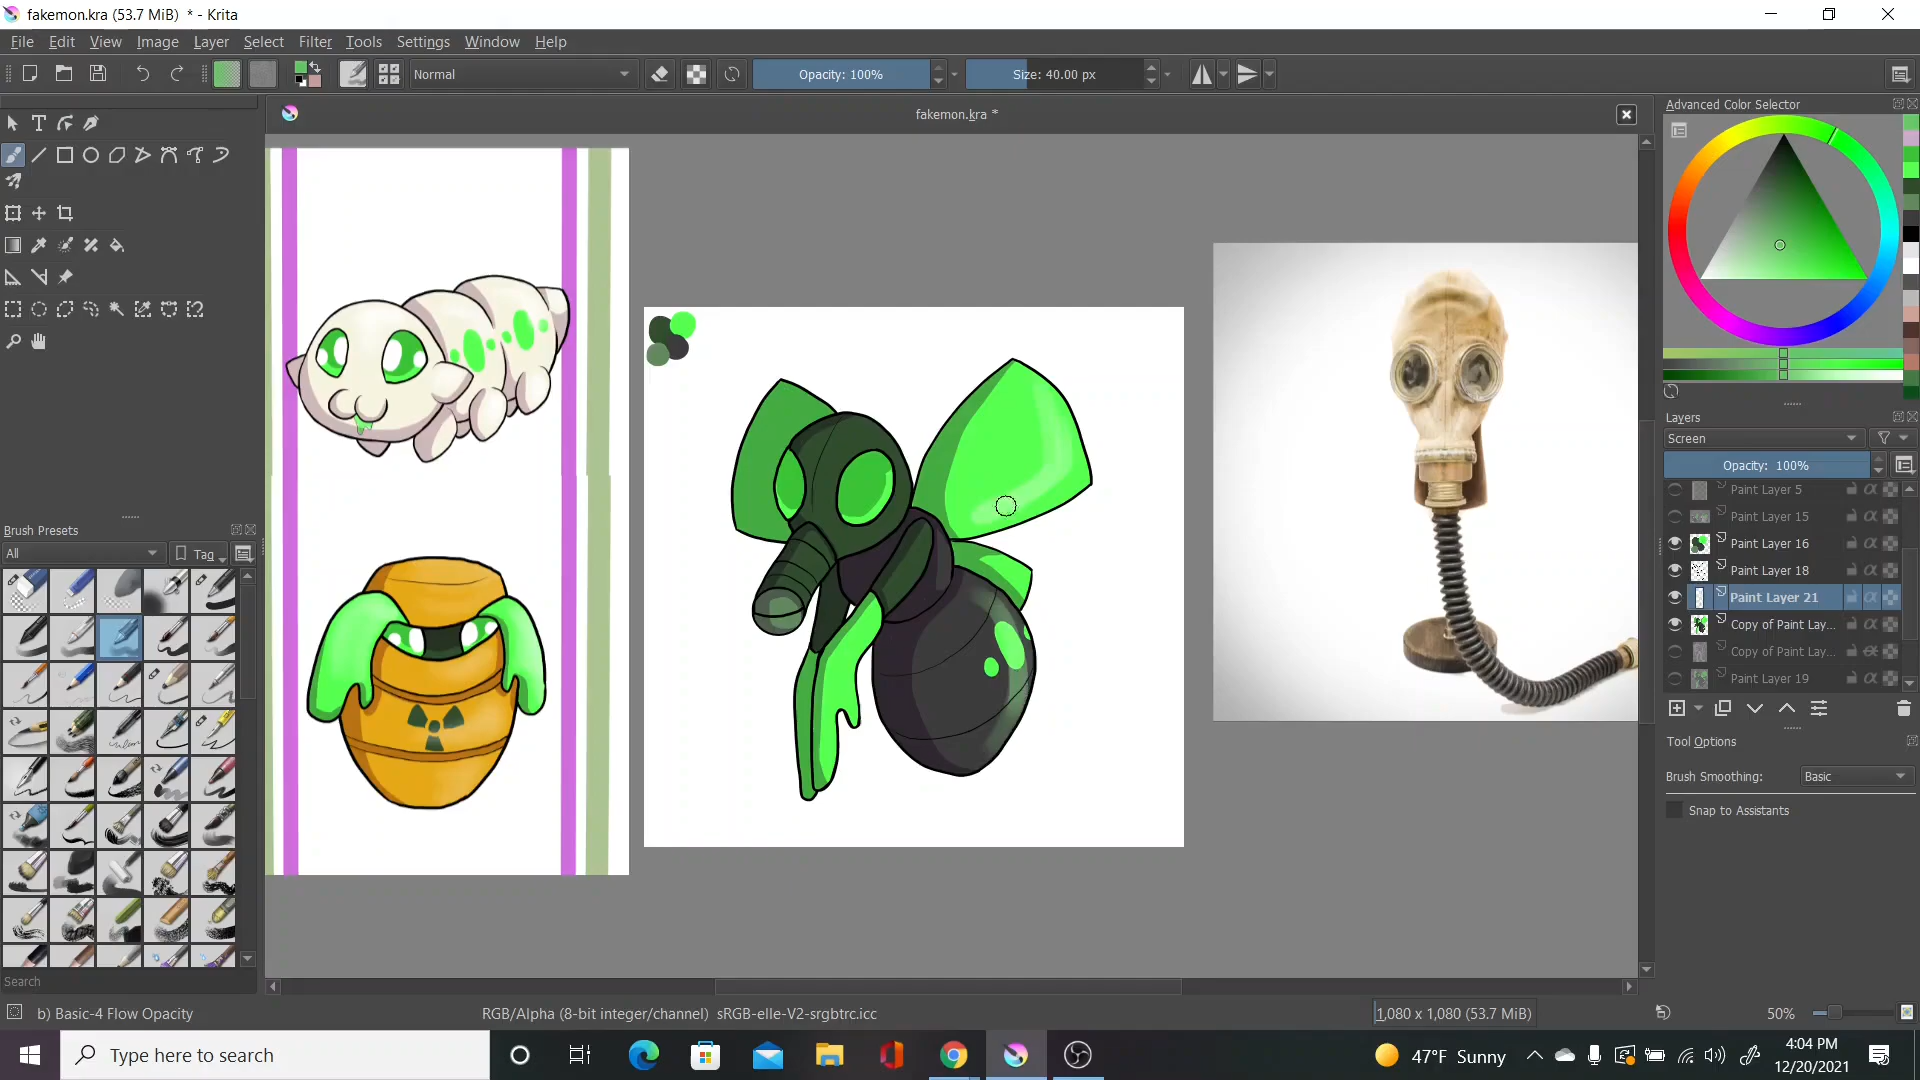 fakemon.kra (53.7 MiB) * - Krita
File Edit View Image Layer Select Filter Tools Settings Window Help
Normal
Opacity: 100%
Size: 40.00 px
fakemon.kra *
Advanced Color Selector
Layers
Screen
Opacity: 100%
Paint Layer 5
Paint Layer 15
Paint Layer 16
Paint Layer 18
Paint Layer 21
Copy of Paint Lay...
Copy of Paint Lay...
Paint Layer 19
Tool Options
Brush Smoothing: Basic
Snap to Assistants
Brush Presets
All
Tag
Search
b) Basic-4 Flow Opacity
RGB/Alpha (8-bit integer/channel) sRGB-elle-V2-srgbtrc.icc
1,080 x 1,080 (53.7 MiB)
50%
Type here to search
47°F Sunny
4:04 PM
12/20/2021